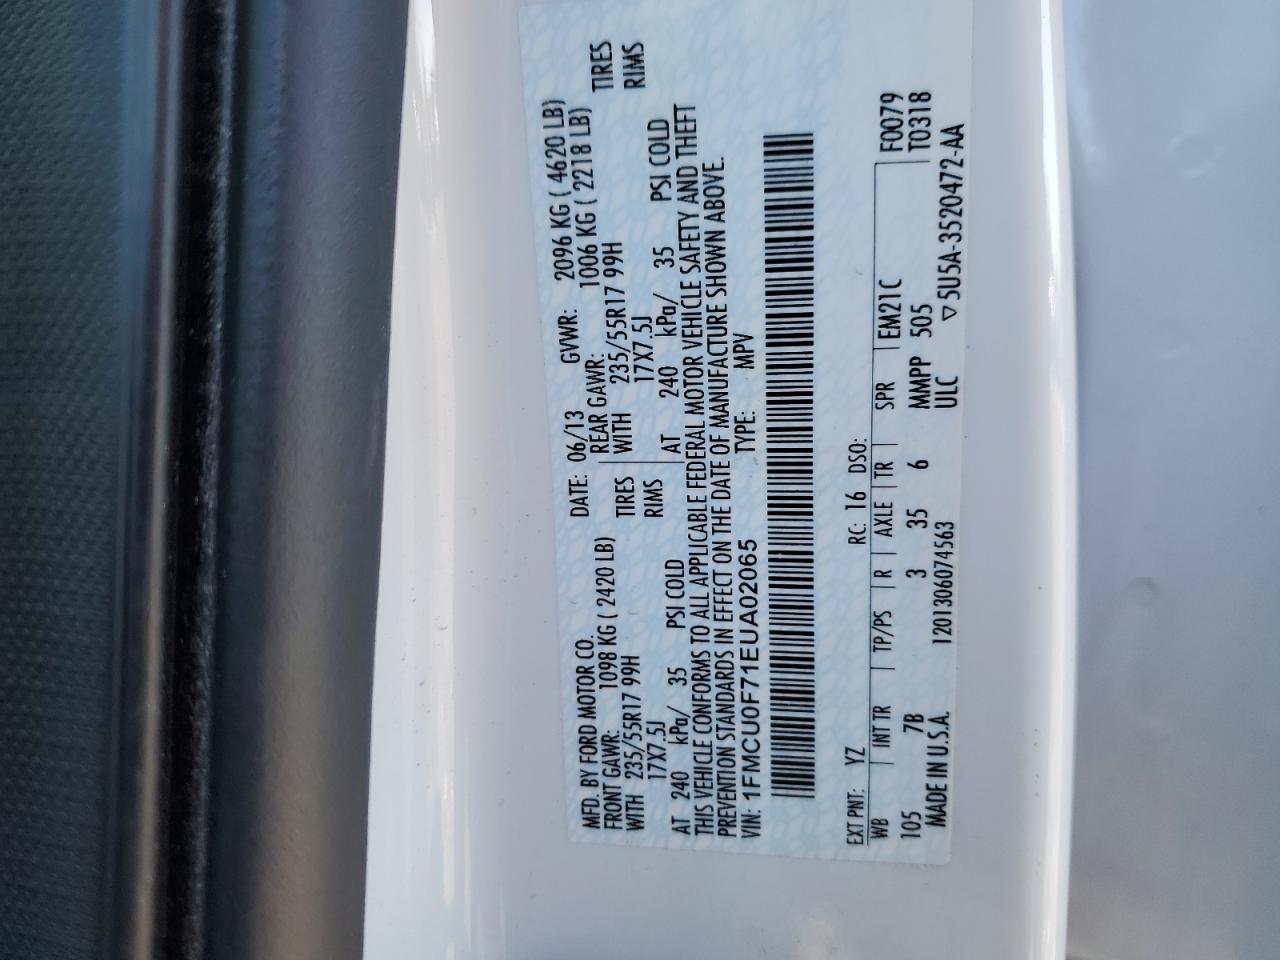 MFD. BY FORD MOTOR CO. DATE: 06/13 GVWR: 2096 KG ( 4620 LB)
FRONT GAWR: 1098 KG ( 2420 LB) REAR GAWR: 1006 KG ( 2218 LB)
WITH 235/55R17 99H TIRES WITH 235/55R17 99H TIRES
17X7.5J RIMS 17X7.5J RIMS
AT 240 kPa/ 35 PSI COLD AT 240 kPa/ 35 PSI COLD
THIS VEHICLE CONFORMS TO ALL APPLICABLE FEDERAL MOTOR VEHICLE SAFETY AND THEFT
PREVENTION STANDARDS IN EFFECT ON THE DATE OF MANUFACTURE SHOWN ABOVE.
VIN: 1FMCU0F71EUA02065 TYPE: MPV
EXT PNT: YZ RC: 16 DSO:
WB INT TR TP/PS R AXLE TR SPR EM21C F0079
105 7B 3 35 6 MMPP 505 T0318
MADE IN U.S.A. 1201306074563 ULC ▽ 5U5A-3520472-AA